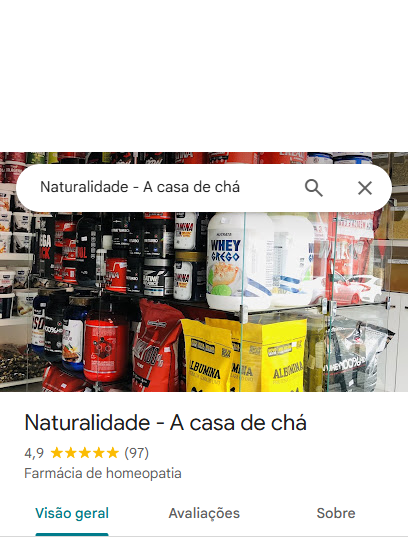 Naturalidade - A casa de chá
WHEY
GREGO
ALBUMINA
ALBUMINA
Naturalidade - A casa de chá
4,9 ★★★★★ (97)
Farmácia de homeopatia
Visão geral
Avaliações
Sobre